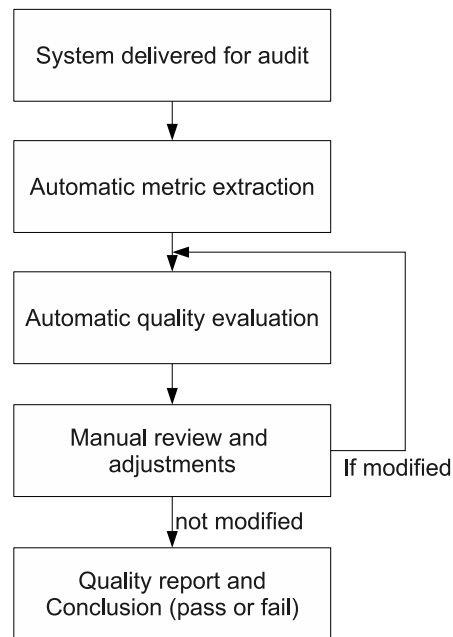 System delivered for audit
Automatic metric extraction
Automatic quality evaluation
Manual review and
adjustments
If modified
not modified
Quality report and
Conclusion (pass or fail)